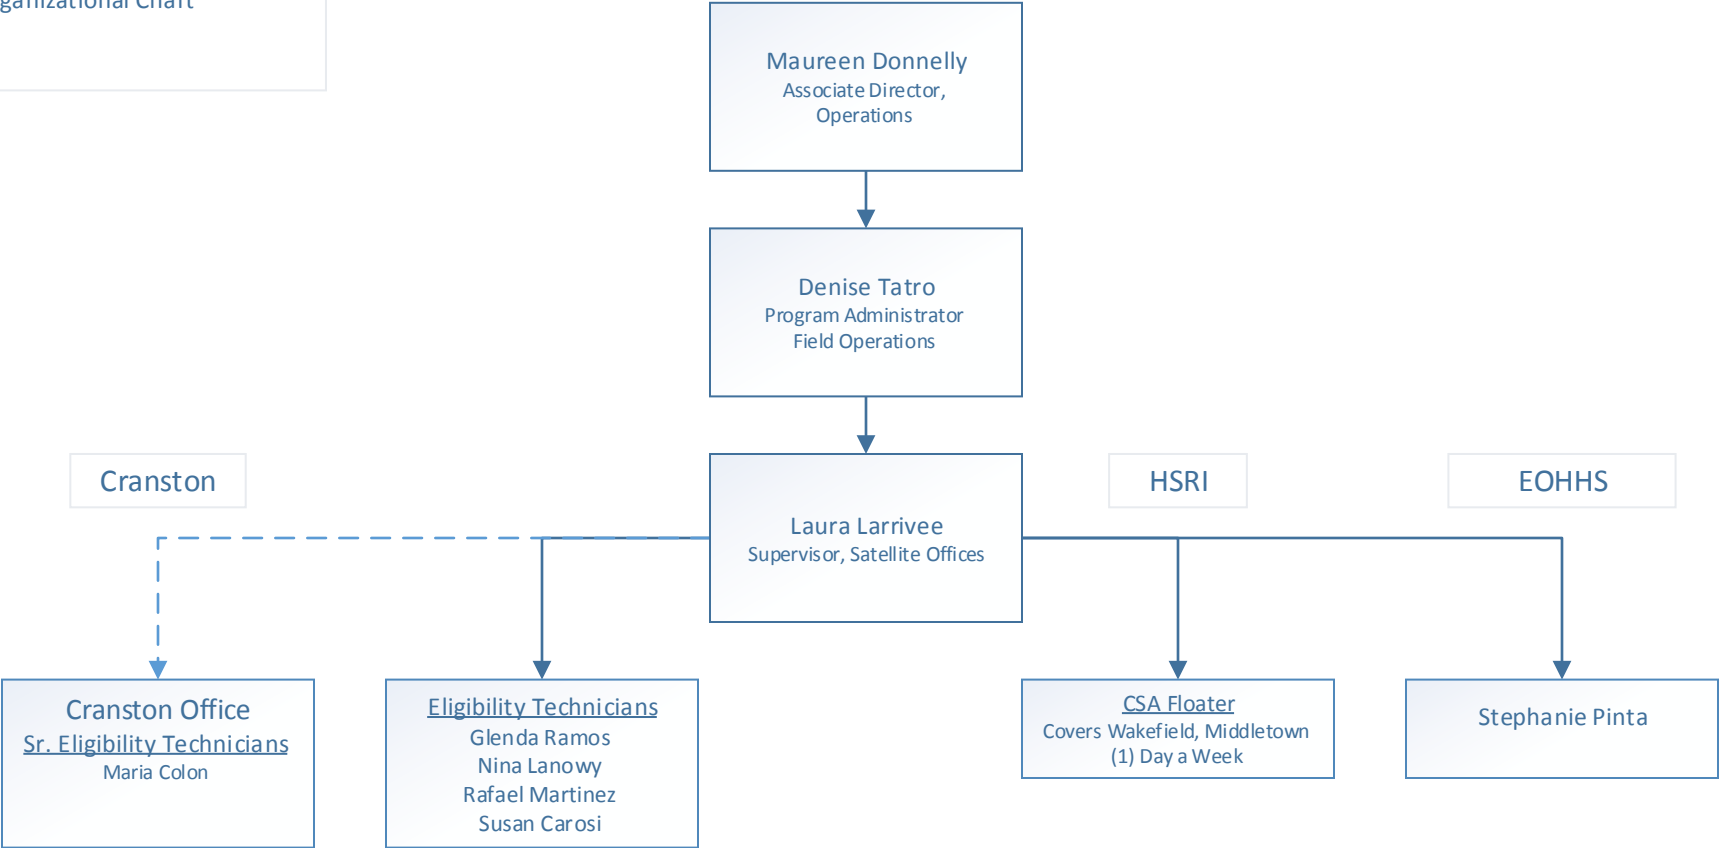 Maureen Donnelly
Associate Director,
Operations
Denise Tatro
Program Administrator
Field Operations
Cranston
HSRI
EOHHS
Laura Larrivee
Supervisor, Satellite Offices
Cranston Office
Sr. Eligibility Technicians
Maria Colon
Eligibility Technicians
Glenda Ramos
Nina Lanowy
Rafael Martinez
Susan Carosi
CSA Floater
Covers Wakefield, Middletown
(1) Day a Week
Stephanie Pinta